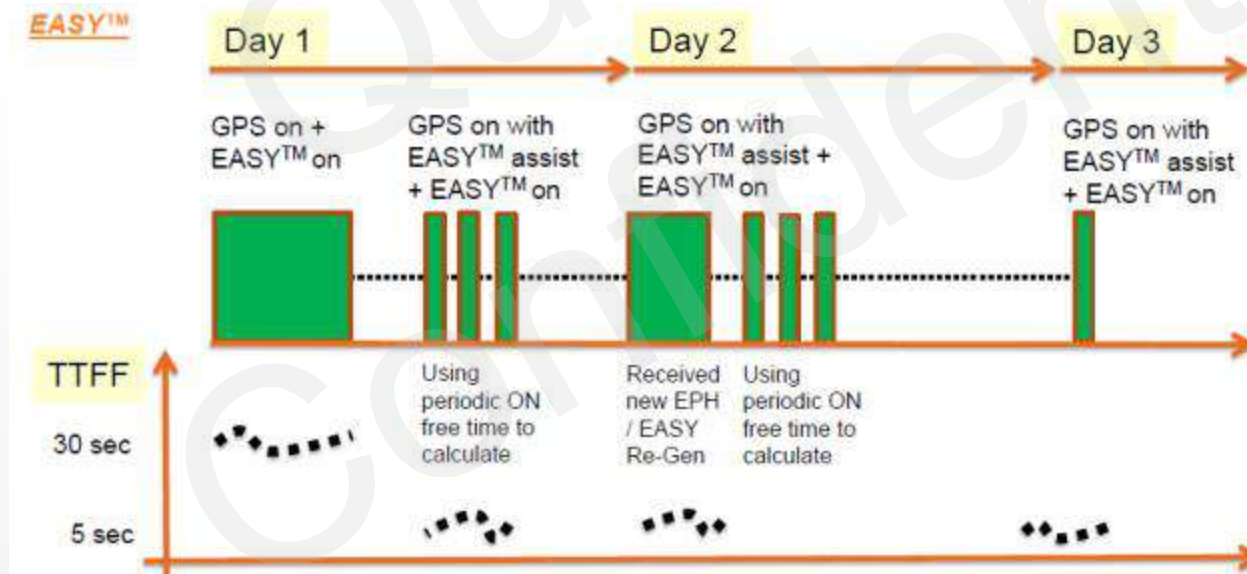 EASY™
Day 1
Day 2
Day 3
GPS on +
EASY™ on
GPS on with
EASY™ assist
+ EASY™ on
GPS on with
EASY™ assist +
EASY™ on
GPS on with
EASY™ assist
+ EASY™ on
Using
periodic ON
free time to
calculate
Received
new EPH
/ EASY
Re-Gen
Using
periodic ON
free time to
calculate
TTFF
30 sec
5 sec